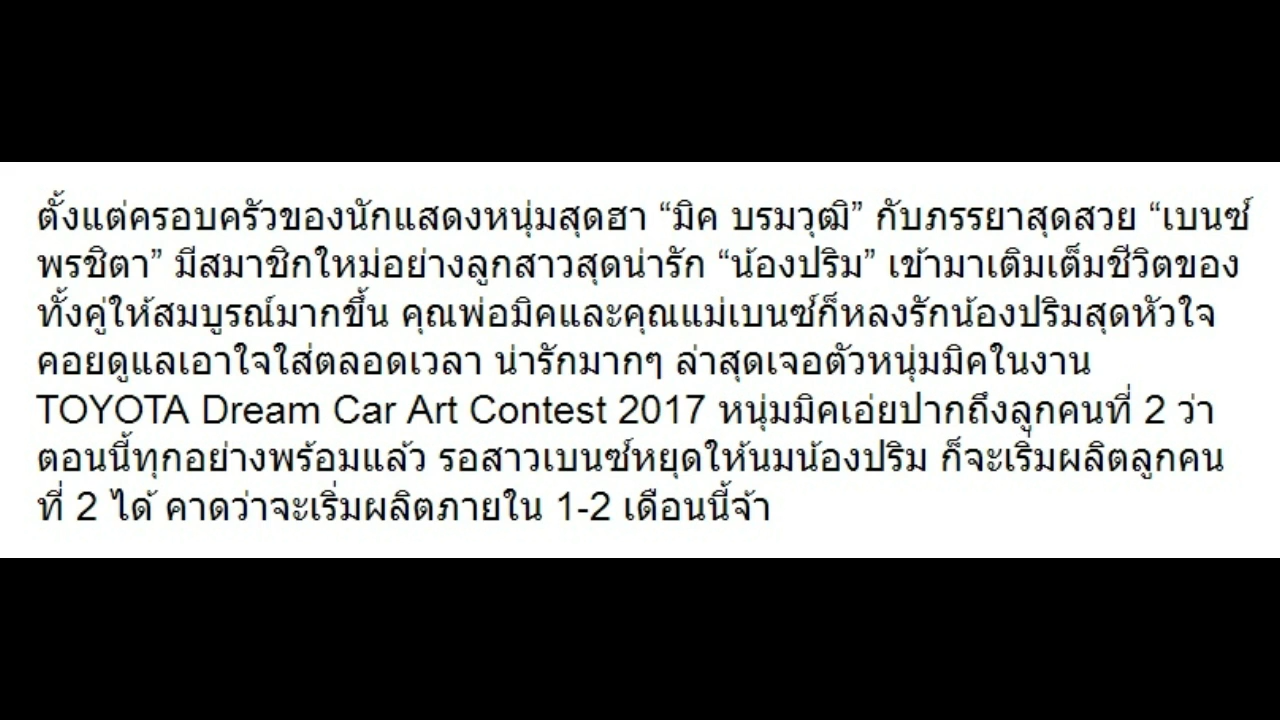 ตั้งแต่ครอบครัวของนักแสดงหนุ่มสุดฮา “มิค บรมวุฒิ” กับภรรยาสุดสวย “เบนซ์
พรชิตา” มีสมาชิกใหม่อย่างลูกสาวสุดน่ารัก “น้องปริม” เข้ามาเติมเต็มชีวิตของ
ทั้งคู่ให้สมบูรณ์มากขึ้น คุณพ่อมิคและคุณแม่เบนซ์ก็หลงรักน้องปริมสุดหัวใจ
คอยดูแลเอาใจใส่ตลอดเวลา น่ารักมากๆ ล่าสุดเจอตัวหนุ่มมิคในงาน
TOYOTA Dream Car Art Contest 2017 หนุ่มมิคเอ่ยปากถึงลูกคนที่ 2 ว่า
ตอนนี้ทุกอย่างพร้อมแล้ว รอสาวเบนซ์หยุดให้นมน้องปริม ก็จะเริ่มผลิตลูกคน
ที่ 2 ได้ คาดว่าจะเริ่มผลิตภายใน 1-2 เดือนนี้จ้า